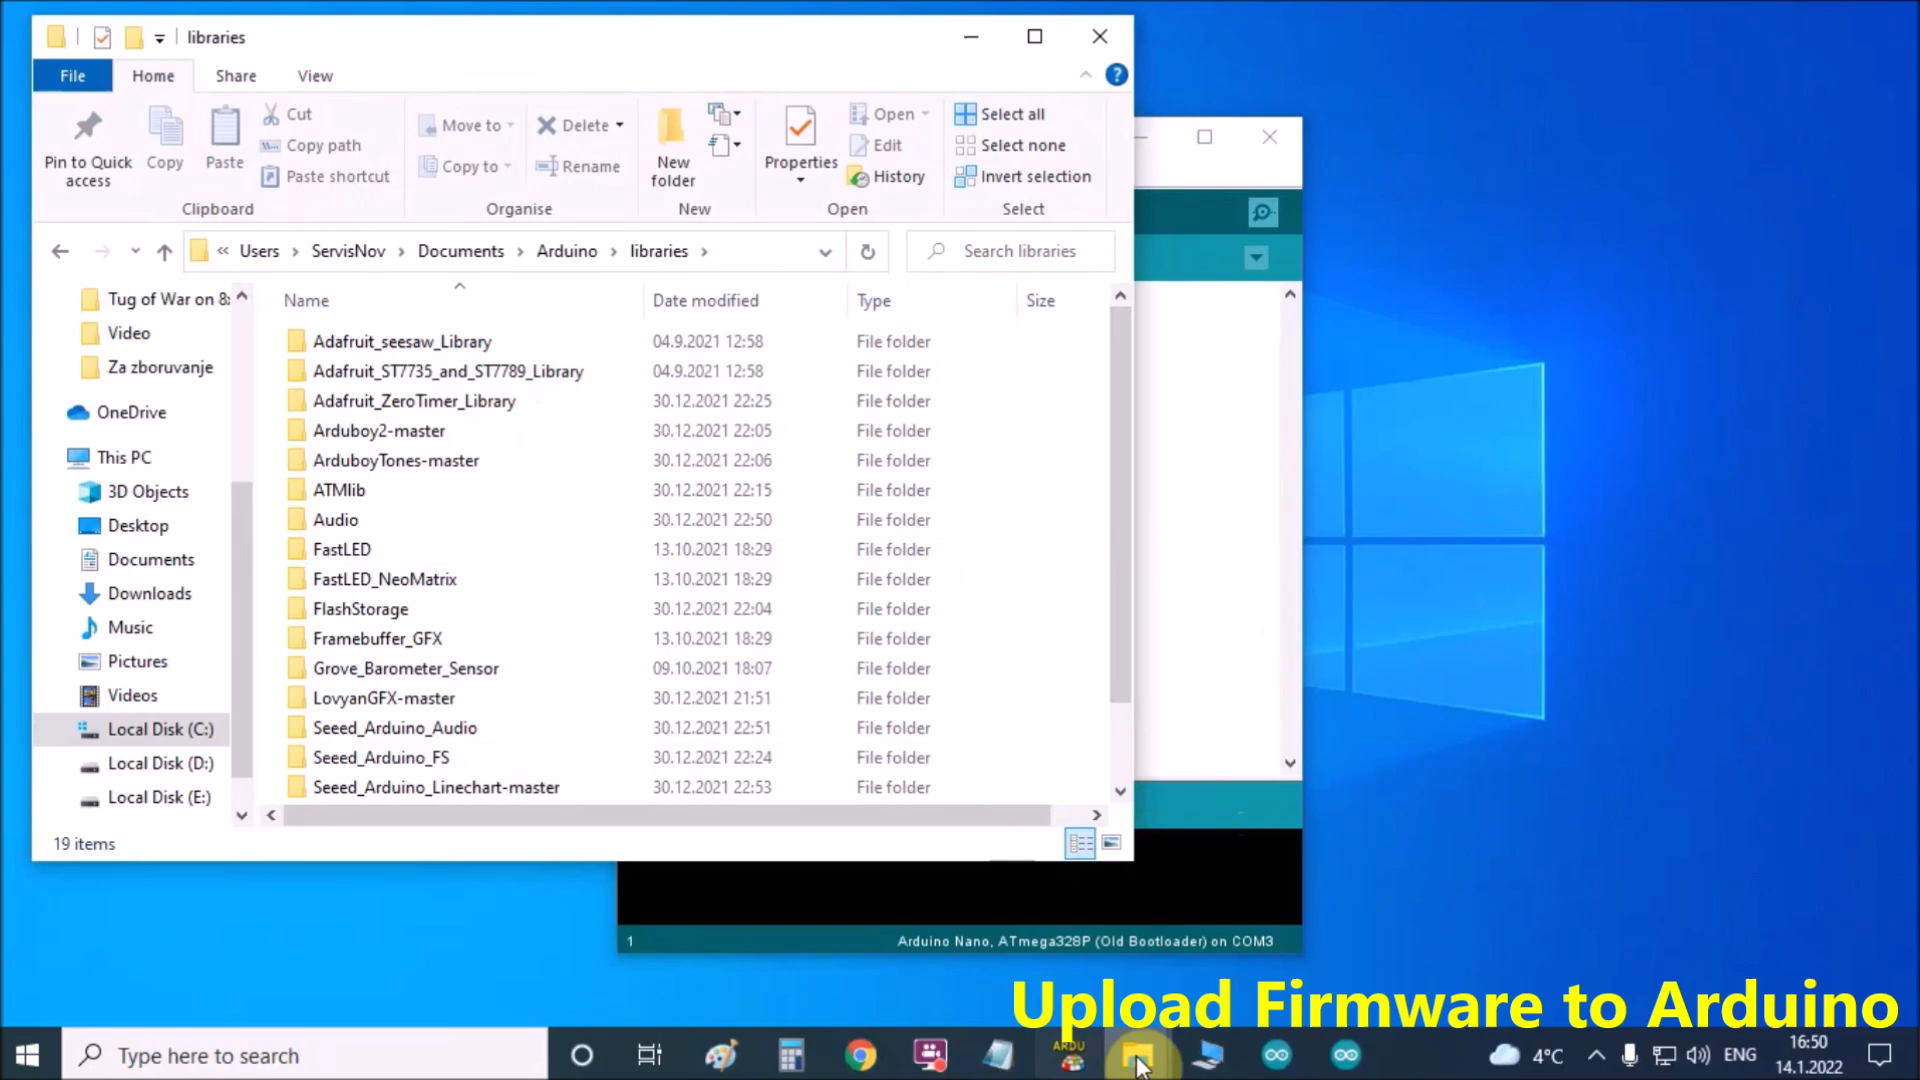 libraries
File
Home
Share
View
?
Pin to Quick access
Copy
Paste
Cut
Copy path
Paste shortcut
Clipboard
Move to
Copy to
Delete
Rename
Organise
New folder
New
Properties
Open
Edit
History
Open
Select all
Select none
Invert selection
Select
« Users > ServisNov > Documents > Arduino > libraries >
Search libraries
Tug of War on 8x
Video
Za zboruvanje
OneDrive
This PC
3D Objects
Desktop
Documents
Downloads
Music
Pictures
Videos
Local Disk (C:)
Local Disk (D:)
Local Disk (E:)
Name Date modified Type Size
Adafruit_seesaw_Library 04.9.2021 12:58 File folder
Adafruit_ST7735_and_ST7789_Library 04.9.2021 12:58 File folder
Adafruit_ZeroTimer_Library 30.12.2021 22:25 File folder
Arduboy2-master 30.12.2021 22:05 File folder
ArduboyTones-master 30.12.2021 22:06 File folder
ATMlib 30.12.2021 22:15 File folder
Audio 30.12.2021 22:50 File folder
FastLED 13.10.2021 18:29 File folder
FastLED_NeoMatrix 13.10.2021 18:29 File folder
FlashStorage 30.12.2021 22:04 File folder
Framebuffer_GFX 13.10.2021 18:29 File folder
Grove_Barometer_Sensor 09.10.2021 18:07 File folder
LovyanGFX-master 30.12.2021 21:51 File folder
Seeed_Arduino_Audio 30.12.2021 22:51 File folder
Seeed_Arduino_FS 30.12.2021 22:24 File folder
Seeed_Arduino_Linechart-master 30.12.2021 22:53 File folder
19 items
1 Arduino Nano, ATmega328P (Old Bootloader) on COM3
Upload Firmware to Arduino
Type here to search
ARDU
4°C
ENG
16:50
14.1.2022